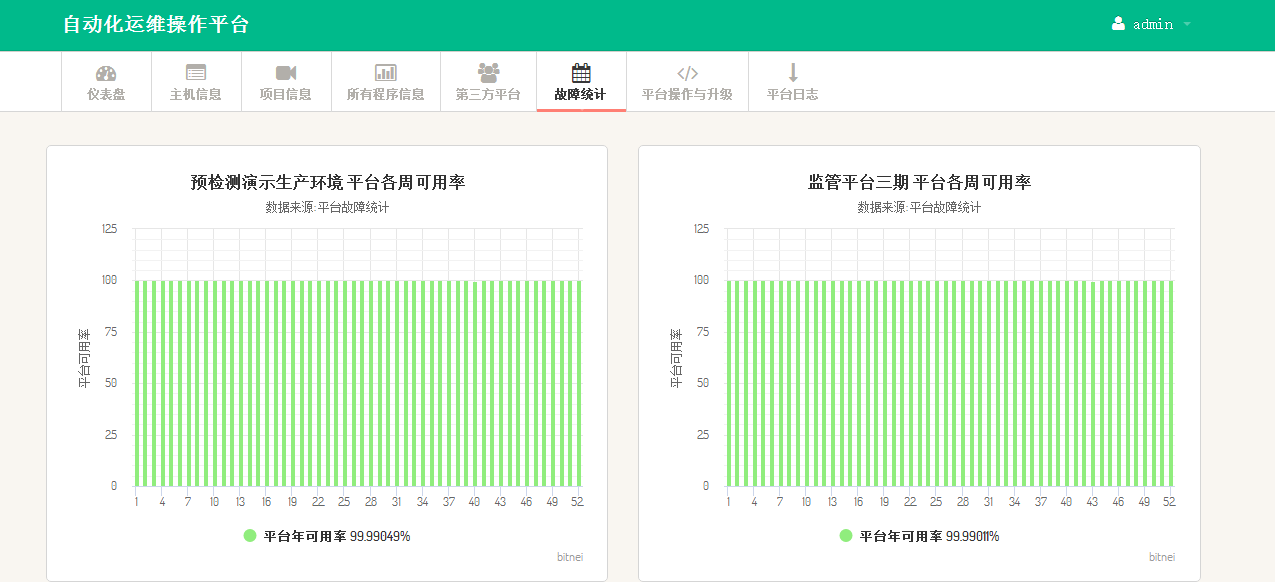 自动化运维操作平台
admin
仪表盘
主机信息
项目信息
所有程序信息
第三方平台
故障统计
平台操作与升级
平台日志
预检测演示生产环境 平台各周可用率
数据来源:平台故障统计
平台可用率
125
100
75
50
25
0
1 4 7 10 13 16 19 22 25 28 31 34 37 40 43 46 49 52
平台年可用率 99.99049%
bitnei
监管平台三期 平台各周可用率
数据来源:平台故障统计
平台可用率
125
100
75
50
25
0
1 4 7 10 13 16 19 22 25 28 31 34 37 40 43 46 49 52
平台年可用率 99.99011%
bitnei